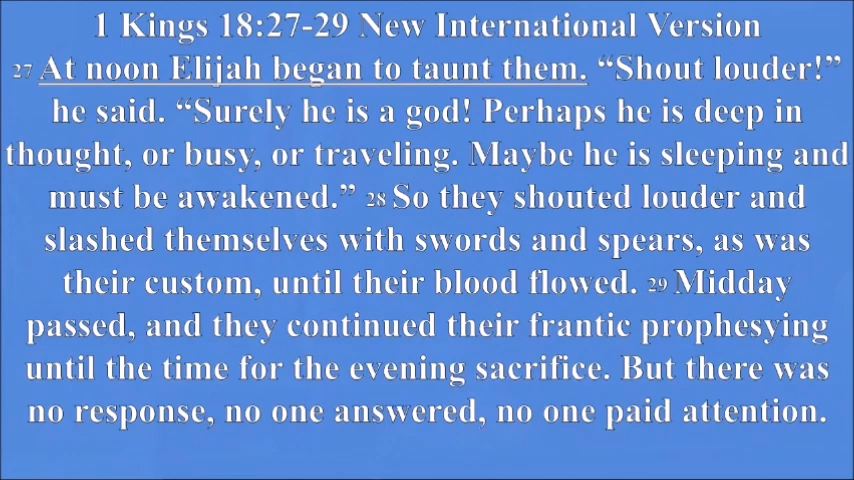 1 Kings 18:27-29 New International Version
27 At noon Elijah began to taunt them. “Shout louder!”
he said. “Surely he is a god! Perhaps he is deep in
thought, or busy, or traveling. Maybe he is sleeping and
must be awakened.” 28 So they shouted louder and
slashed themselves with swords and spears, as was
their custom, until their blood flowed. 29 Midday
passed, and they continued their frantic prophesying
until the time for the evening sacrifice. But there was
no response, no one answered, no one paid attention.